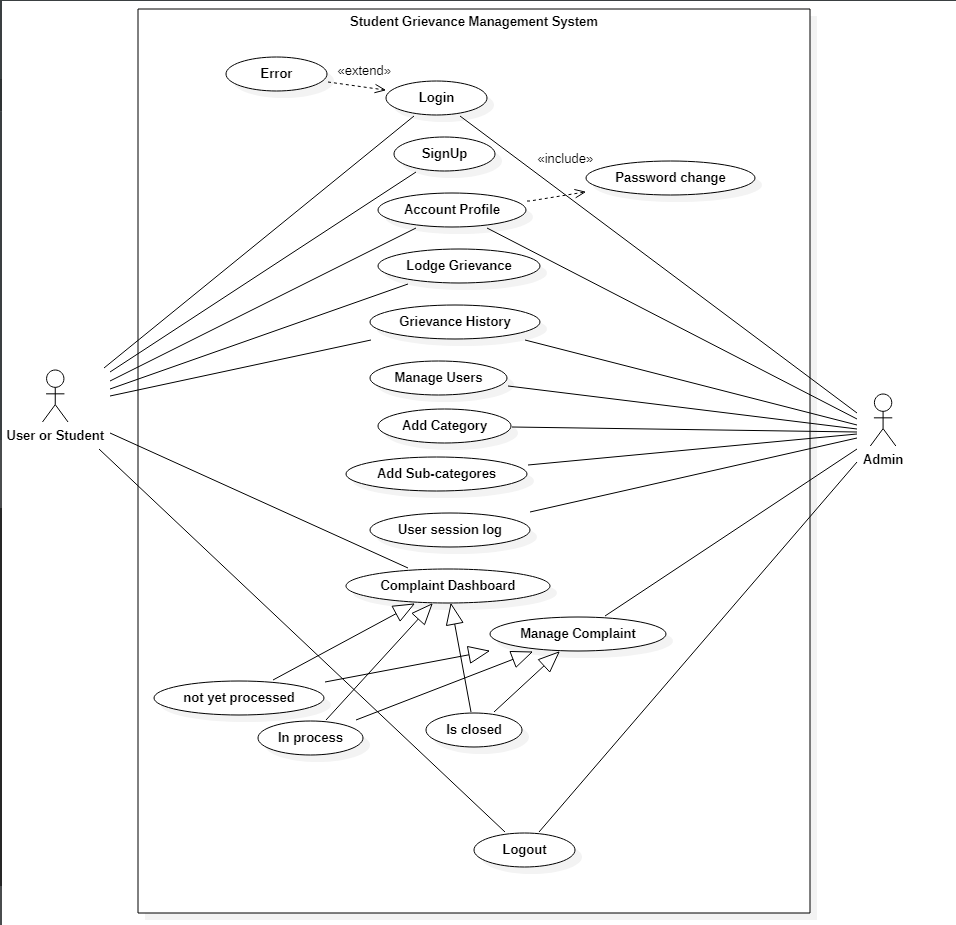 Student Grievance Management System
Error
«extend»
Login
SignUp
«include»
Password change
Account Profile
Lodge Grievance
Grievance History
Manage Users
Add Category
User or Student
Admin
Add Sub-categores
User session log
Complaint Dashboard
Manage Complaint
not yet processed
In process
Is closed
Logout